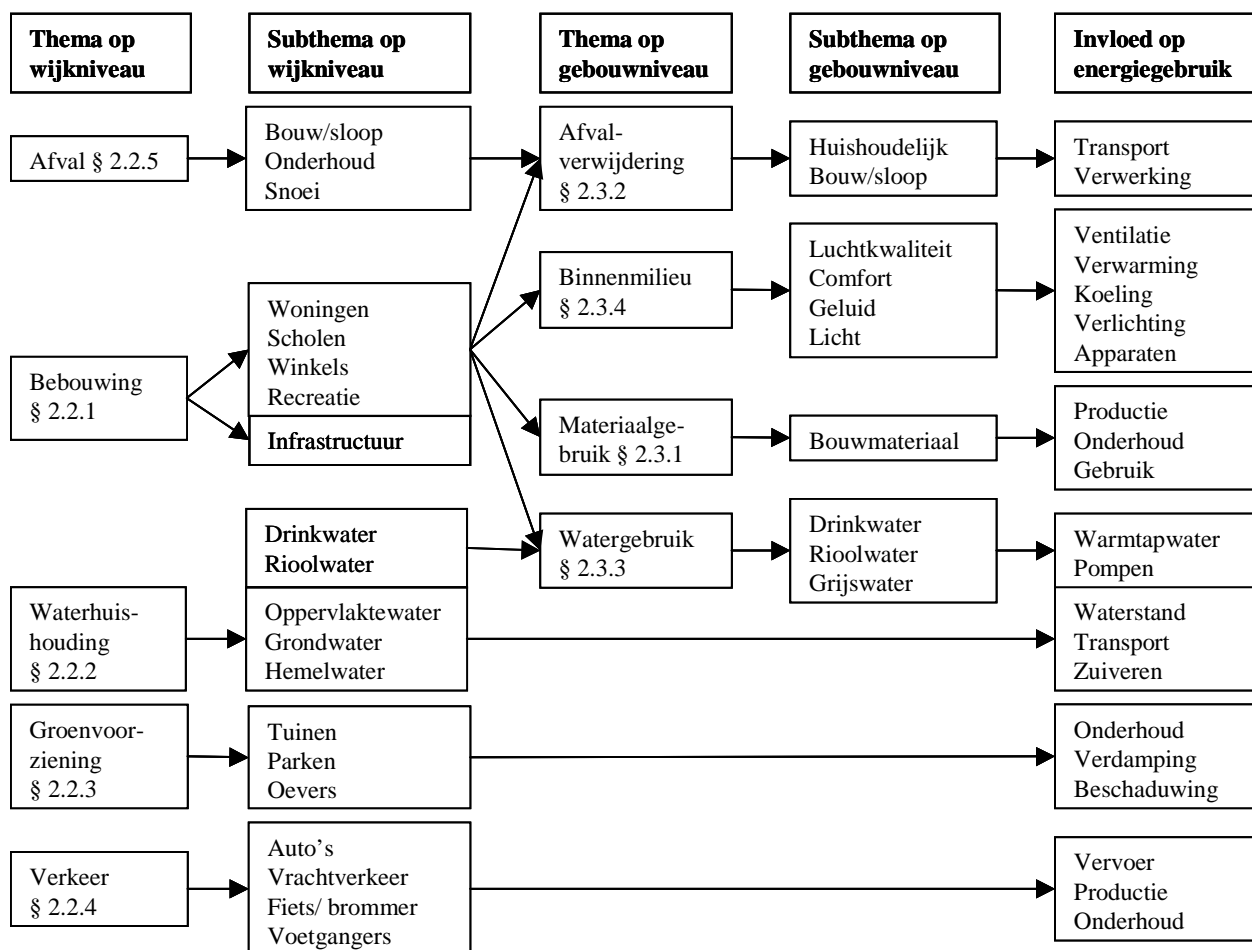 Thema op
wijkniveau
Subthema op
wijkniveau
Thema op
gebouwniveau
Subthema op
gebouwniveau
Invloed op
energiegebruik
Afval § 2.2.5
Bouw/sloop
Onderhoud
Snoei
Afval-
verwijdering
§ 2.3.2
Huishoudelijk
Bouw/sloop
Transport
Verwerking
Bebouwing
§ 2.2.1
Woningen
Scholen
Winkels
Recreatie
Infrastructuur
Binnenmilieu
§ 2.3.4
Luchtkwaliteit
Comfort
Geluid
Licht
Ventilatie
Verwarming
Koeling
Verlichting
Apparaten
Materiaalge-
bruik § 2.3.1
Bouwmateriaal
Productie
Onderhoud
Gebruik
Waterhuis-
houding
§ 2.2.2
Drinkwater
Rioolwater
Oppervlaktewater
Grondwater
Hemelwater
Watergebruik
§ 2.3.3
Drinkwater
Rioolwater
Grijswater
Warmtapwater
Pompen
Waterstand
Transport
Zuiveren
Groenvoor-
ziening
§ 2.2.3
Tuinen
Parken
Oevers
Onderhoud
Verdamping
Beschaduwing
Verkeer
§ 2.2.4
Auto's
Vrachtverkeer
Fiets/ brommer
Voetgangers
Vervoer
Productie
Onderhoud